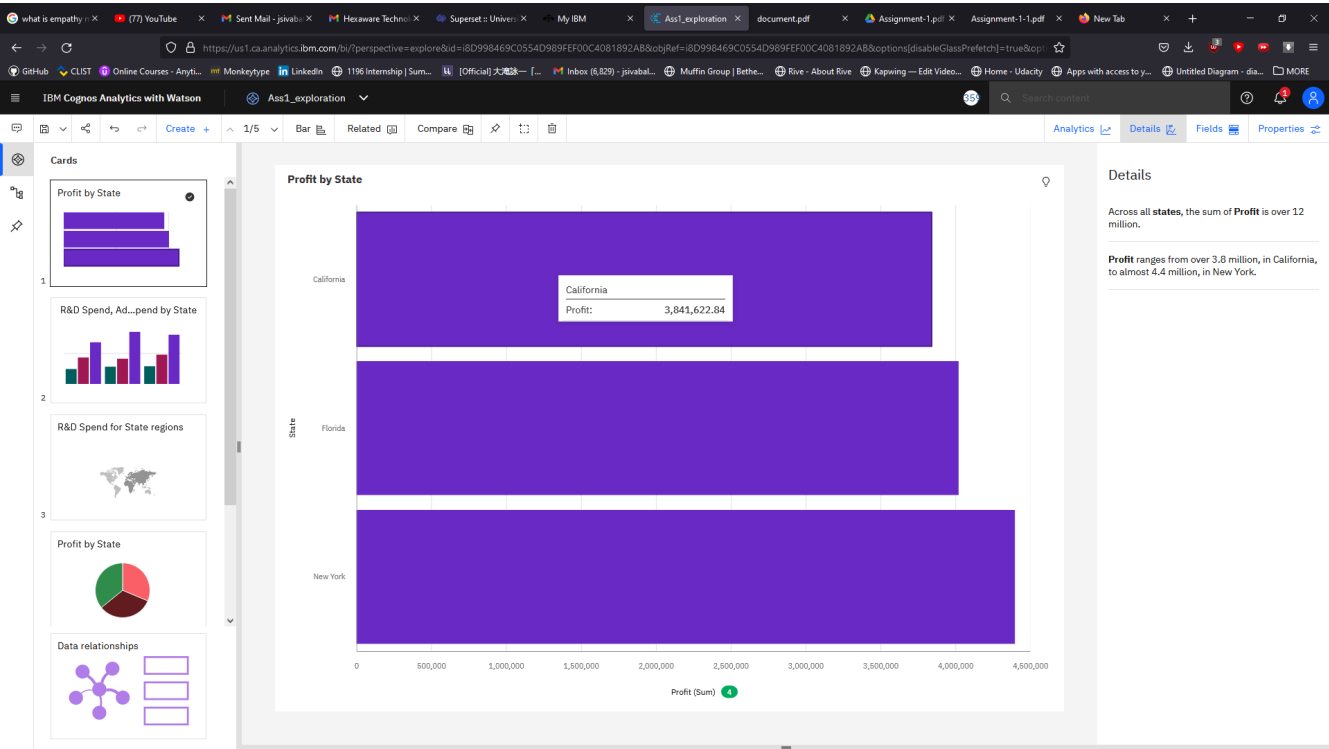 what is empathy n
(77) YouTube
Sent Mail - jsivaba
Hexaware Technol
Superset :: Univers
My IBM
Ass1_exploration
document.pdf
Assignment-1.pdf
Assignment-1-1.pdf
New Tab
https://us1.ca.analytics.ibm.com/bi/?perspective=explore&id=i8D998469C0554D989FEF00C4081892AB&objRef=i8D998469C0554D989FEF00C4081892AB&options[disableGlassPrefetch]=true&opt
GitHub
CLIST
Online Courses - Anyti...
Monkeytype
LinkedIn
1196 Internship | Sum...
M Inbox (6,829) - jsivabal...
Muffin Group | Bethe...
Rive - About Rive
Kapwing — Edit Video...
Home - Udacity
Apps with access to y...
Untitled Diagram - dia...
MORE
IBM Cognos Analytics with Watson
Ass1_exploration
359
Search content
1
Create +
1/5
Bar
Related
Compare
Analytics
Details
Fields
Properties
Cards
Profit by State
1
R&D Spend, Ad...pend by State
2
R&D Spend for State regions
3
Profit by State
Data relationships
Profit by State
California
California
Profit: 3,841,622.84
State
Florida
New York
0 500,000 1,000,000 1,500,000 2,000,000 2,500,000 3,000,000 3,500,000 4,000,000 4,500,000
Profit (Sum) 4
Details
Across all states, the sum of Profit is over 12
million.
Profit ranges from over 3.8 million, in California,
to almost 4.4 million, in New York.